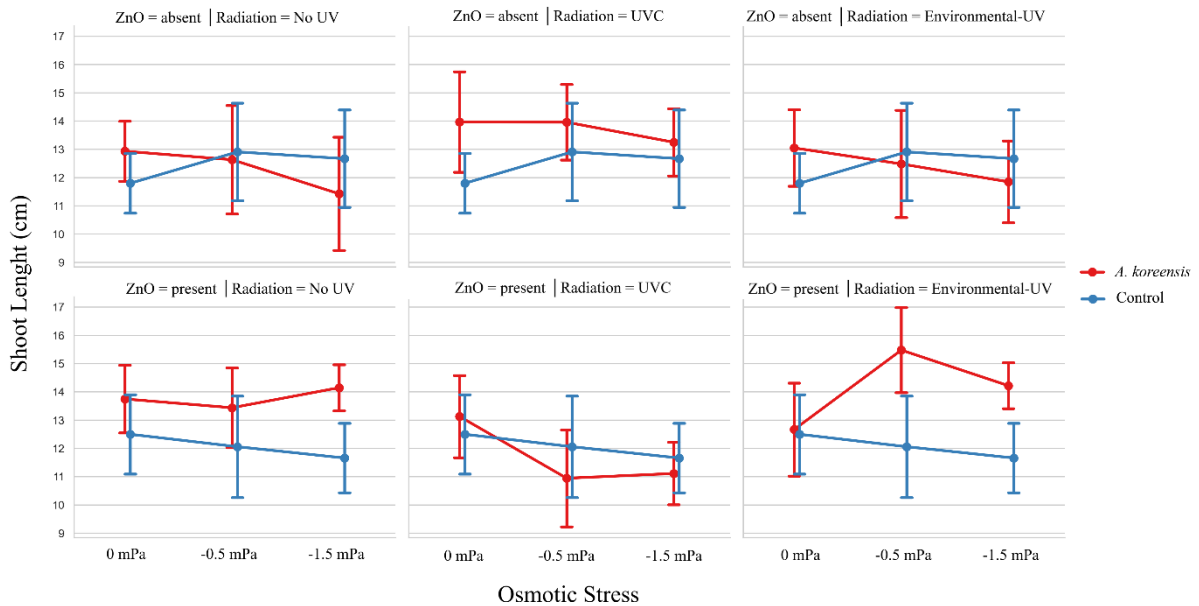 ZnO = absent | Radiation = No UV
ZnO = absent | Radiation = UVC
ZnO = absent | Radiation = Environmental-UV
17
16
15
14
13
12
11
10
9
ZnO = present | Radiation = No UV
ZnO = present | Radiation = UVC
ZnO = present | Radiation = Environmental-UV
17
16
15
14
13
12
11
10
9
Shoot Lenght (cm)
A. koreensis
Control
0 mPa -0.5 mPa -1.5 mPa
0 mPa -0.5 mPa -1.5 mPa
0 mPa -0.5 mPa -1.5 mPa
Osmotic Stress